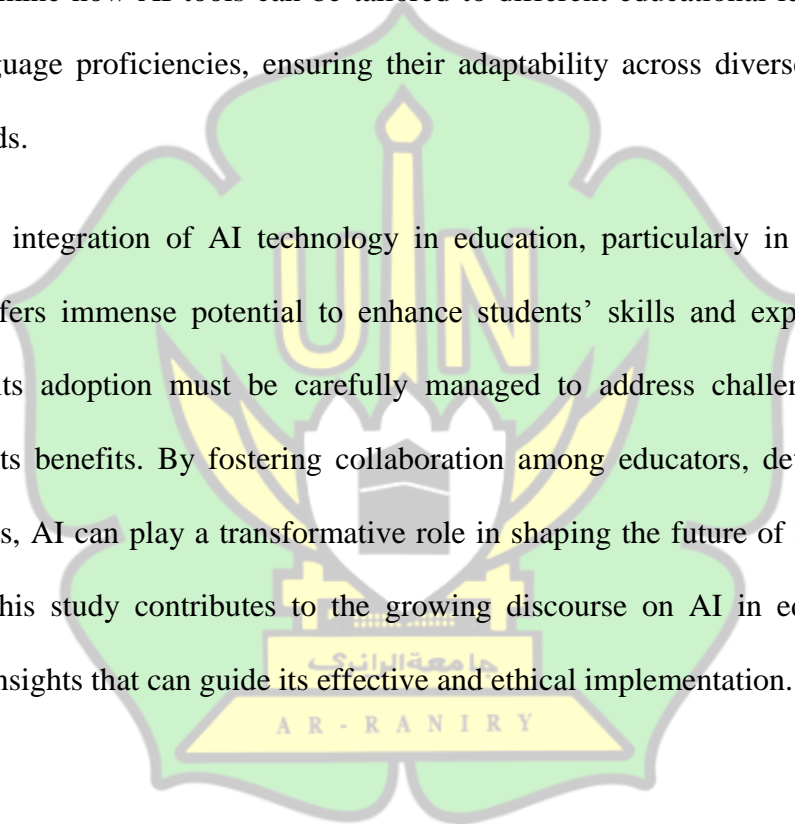 mine how AI tools can be tailored to different educational le
guage proficiencies, ensuring their adaptability across diverse
ds.
integration of AI technology in education, particularly in
fers immense potential to enhance students’ skills and exp
UIN
its adoption must be carefully managed to address challen
ts benefits. By fostering collaboration among educators, de
s, AI can play a transformative role in shaping the future of
his study contributes to the growing discourse on AI in e
جامعة الرانري
nsights that can guide its effective and ethical implementation.
AR-RANIRY